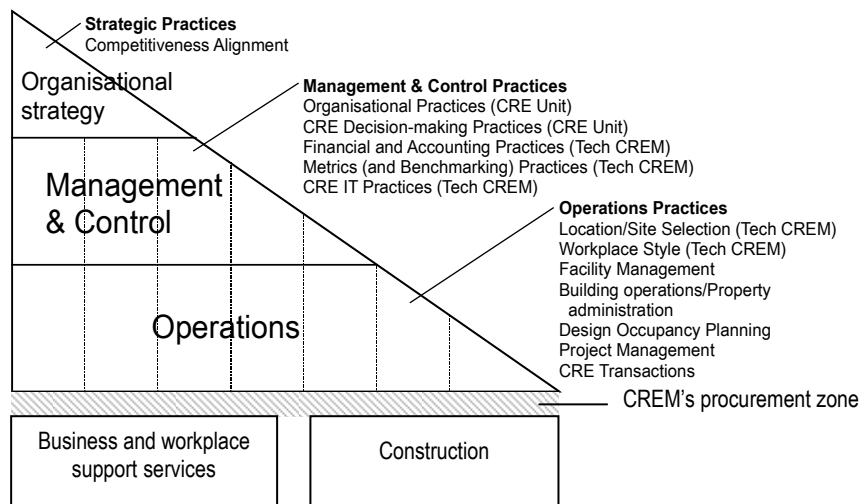 Strategic Practices
Competitiveness Alignment
Organisational
strategy
Management & Control Practices
Organisational Practices (CRE Unit)
CRE Decision-making Practices (CRE Unit)
Financial and Accounting Practices (Tech CREM)
Metrics (and Benchmarking) Practices (Tech CREM)
CRE IT Practices (Tech CREM)
Management
& Control
Operations Practices
Location/Site Selection (Tech CREM)
Workplace Style (Tech CREM)
Facility Management
Building operations/Property
administration
Design Occupancy Planning
Project Management
CRE Transactions
Operations
CREM's procurement zone
Business and workplace
support services
Construction